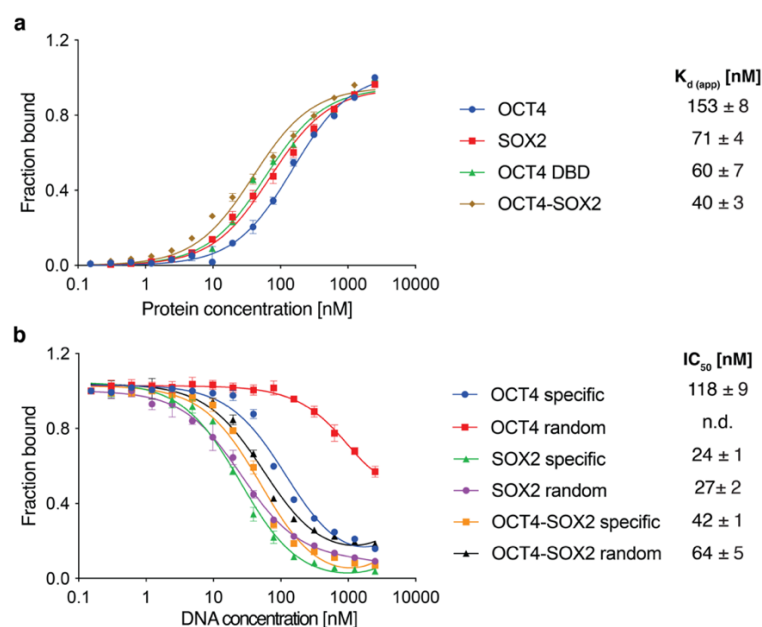 a
1.2
0.8
0.4
0.0
Fraction bound
0.1 1 10 100 1000 10000
Protein concentration [nM]
K d (app) [nM]
OCT4 153 ± 8
SOX2 71 ± 4
OCT4 DBD 60 ± 7
OCT4-SOX2 40 ± 3
b
1.2
0.8
0.4
0.0
Fraction bound
0.1 1 10 100 1000 10000
DNA concentration [nM]
IC50 [nM]
OCT4 specific 118 ± 9
OCT4 random n.d.
SOX2 specific 24 ± 1
SOX2 random 27± 2
OCT4-SOX2 specific 42 ± 1
OCT4-SOX2 random 64 ± 5